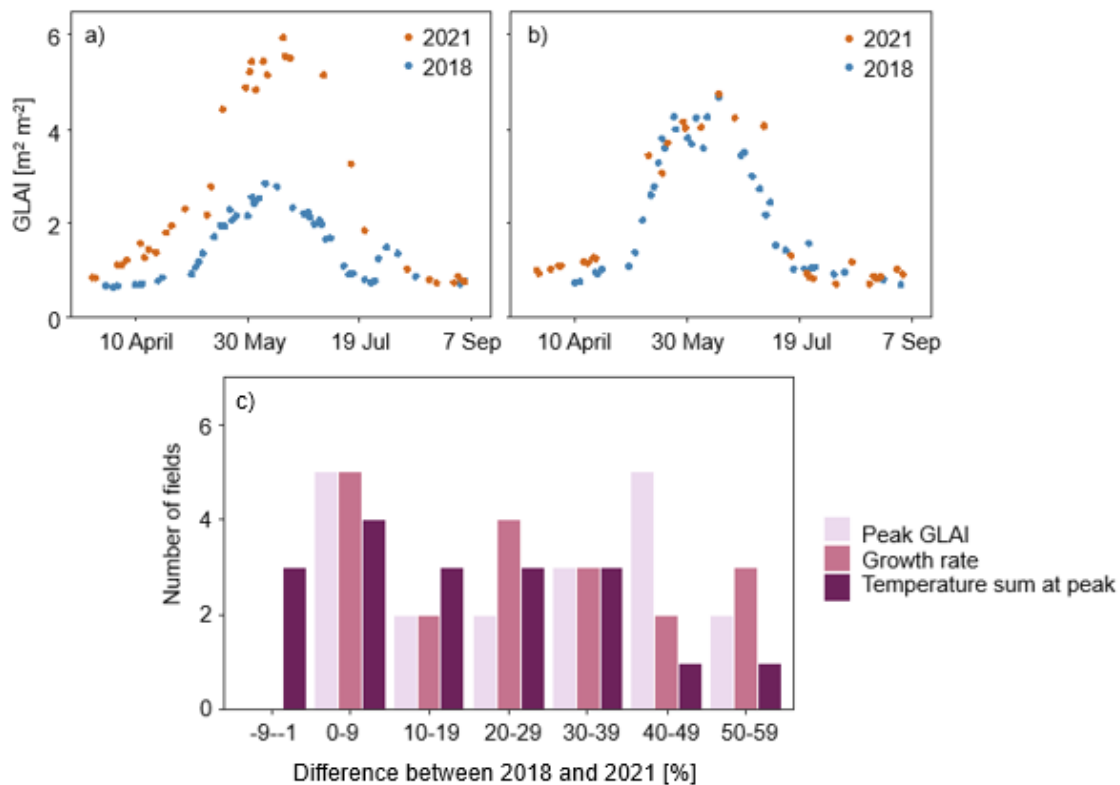 a)
2021
2018
b)
2021
2018
GLAI [m² m⁻²]
6
4
2
0
10 April 30 May 19 Jul 7 Sep
10 April 30 May 19 Jul 7 Sep
c)
Number of fields
6
4
2
0
-9--1 0-9 10-19 20-29 30-39 40-49 50-59
Difference between 2018 and 2021 [%]
Peak GLAI
Growth rate
Temperature sum at peak